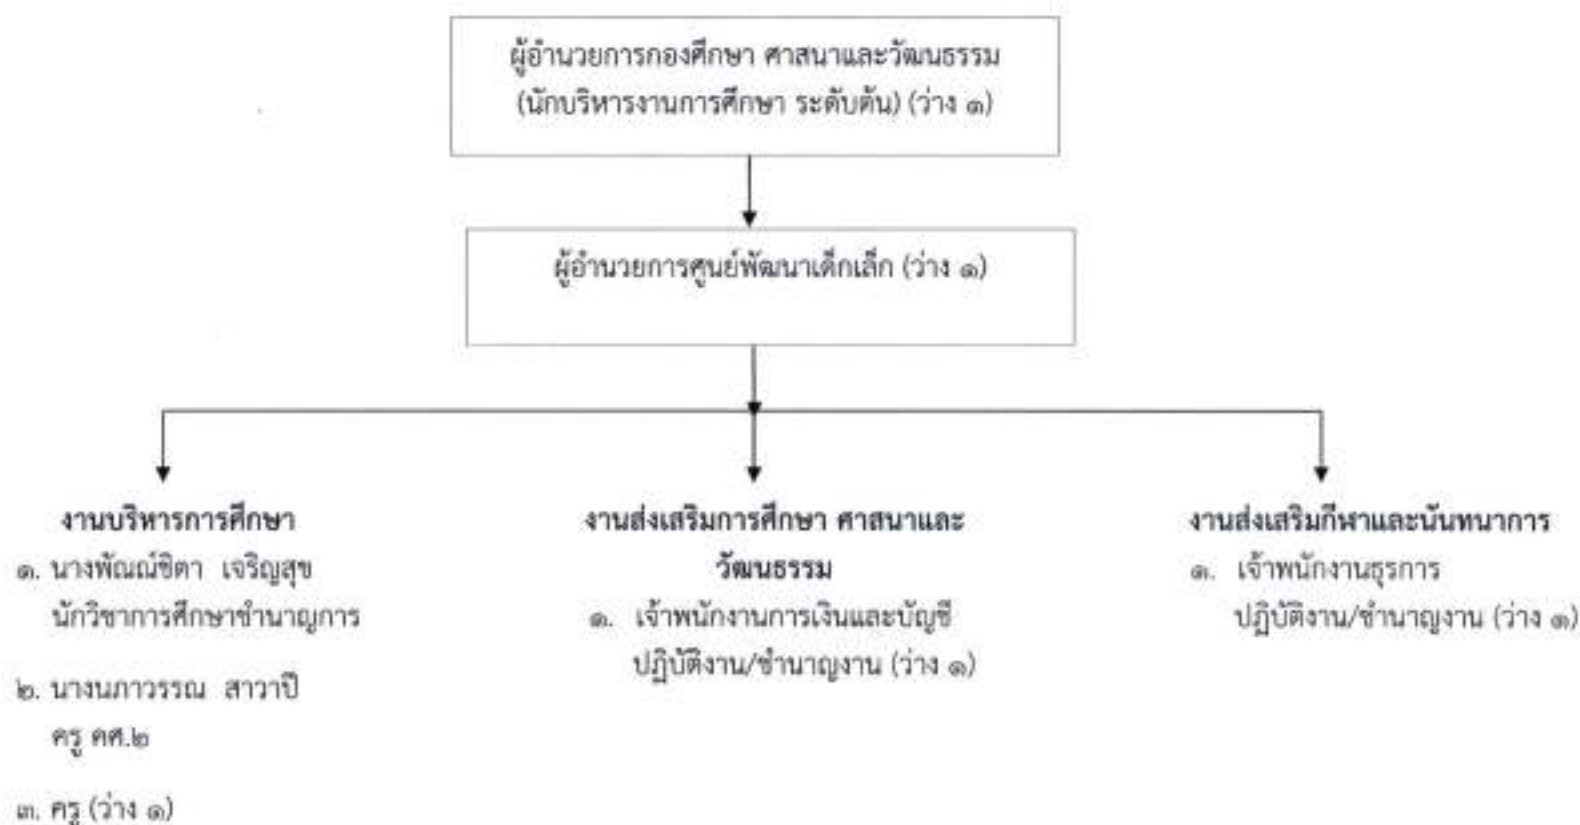 ผู้อำนวยการกองศึกษา ศาสนาและวัฒนธรรม
(นักบริหารงานการศึกษา ระดับต้น) (ว่าง ๑)
ผู้อำนวยการศูนย์พัฒนาเด็กเล็ก (ว่าง ๑)
งานบริหารการศึกษา
๑. นางพัณณ์ชิตา เจริญสุข
นักวิชาการศึกษาชำนาญการ
๒. นางนภาวรรณ สาวาปี
ครู คศ.๒
๓. ครู (ว่าง ๑)
งานส่งเสริมการศึกษา ศาสนาและ
วัฒนธรรม
๑. เจ้าพนักงานการเงินและบัญชี
ปฏิบัติงาน/ชำนาญงาน (ว่าง ๑)
งานส่งเสริมกีฬาและนันทนาการ
๑. เจ้าพนักงานธุรการ
ปฏิบัติงาน/ชำนาญงาน (ว่าง ๑)